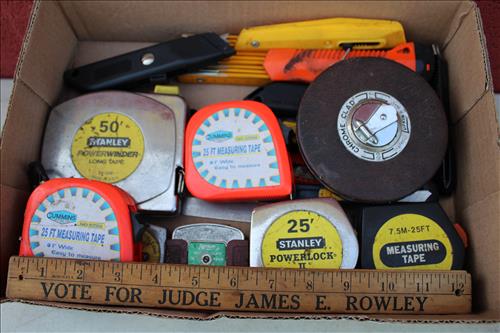 50'
STANLEY
POWERWINDER
LONG TAPE
CUMMINS
25 FT. MEASURING TAPE
1" Wide
Easy to measure
CHROME CLAD
CUMMINS
25 FT. MEASURING TAPE
1" Wide
Easy to measure
25'
STANLEY
POWERLOCK
II
7.5M-25FT
MEASURING
TAPE
1 2 3 4 5 6 7 8 9 10 11 12
VOTE FOR JUDGE JAMES E. ROWLEY